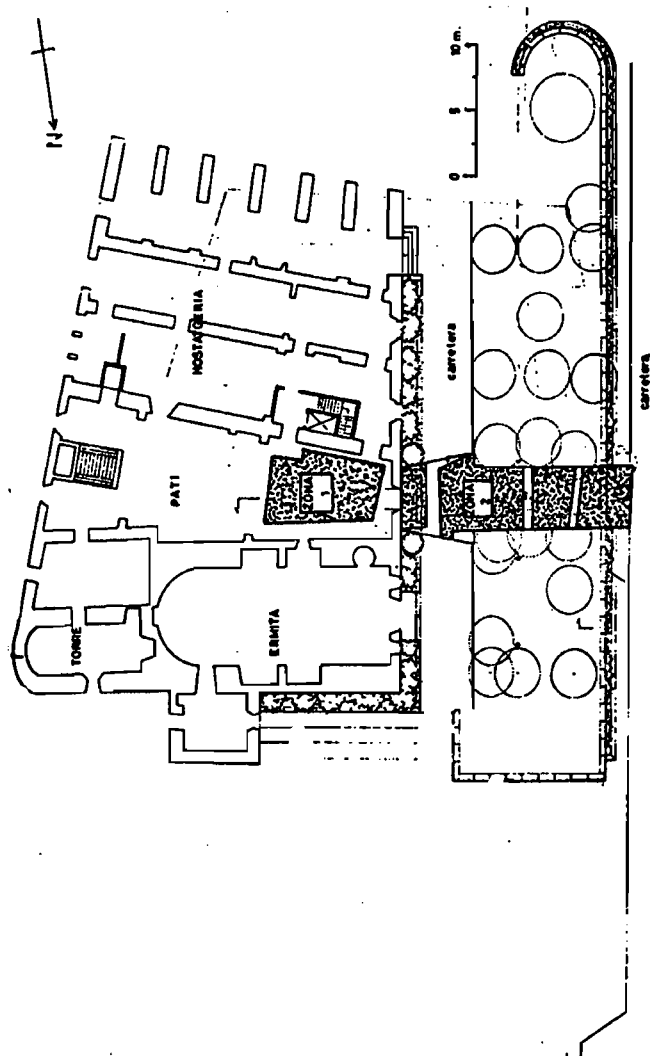 N
10 m.
5
0
HOSTATGERIA
carretera
carretera
PATI
ZONA
1
ZONA
2
TORRE
ERMITA